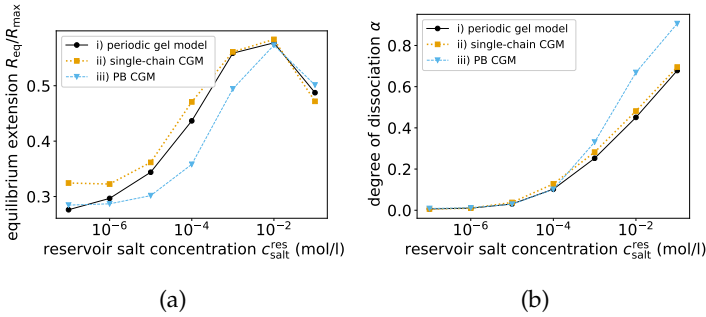 equilibrium extension R_eq/R_max
0.5
0.4
0.3
i) periodic gel model
ii) single-chain CGM
iii) PB CGM
10^−6
10^−4
10^−2
reservoir salt concentration c_salt^res (mol/l)
(a)
degree of dissociation α
0.8
0.6
0.4
0.2
0.0
i) periodic gel model
ii) single-chain CGM
iii) PB CGM
10^−6
10^−4
10^−2
reservoir salt concentration c_salt^res (mol/l)
(b)